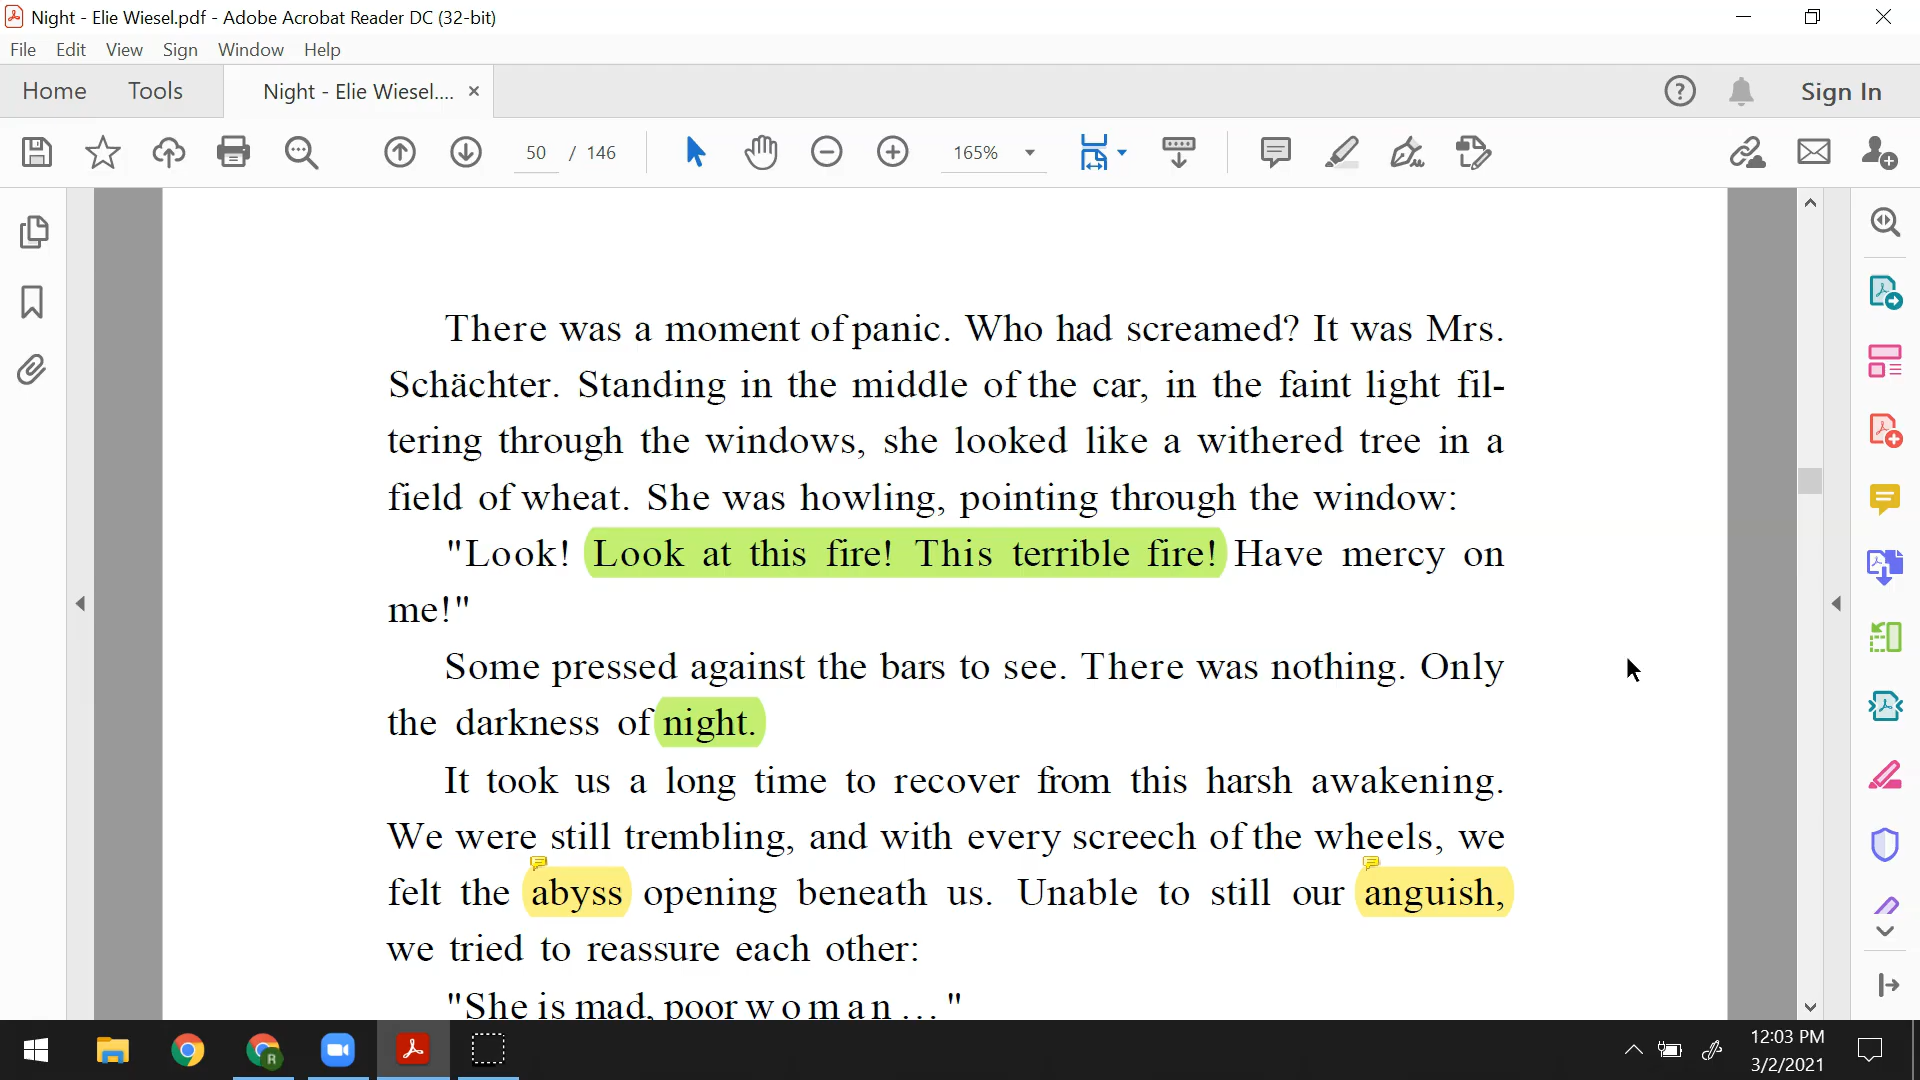 Night - Elie Wiesel.pdf - Adobe Acrobat Reader DC (32-bit)
File Edit View Sign Window Help
Home Tools Night - Elie Wiesel.... × Sign In
50 / 146 165%
There was a moment of panic. Who had screamed? It was Mrs.
Schächter. Standing in the middle of the car, in the faint light fil-
tering through the windows, she looked like a withered tree in a
field of wheat. She was howling, pointing through the window:
"Look! Look at this fire! This terrible fire! Have mercy on
me!"
Some pressed against the bars to see. There was nothing. Only
the darkness of night.
It took us a long time to recover from this harsh awakening.
We were still trembling, and with every screech of the wheels, we
felt the abyss opening beneath us. Unable to still our anguish,
we tried to reassure each other:
"She is mad, poor woman..."
R
12:03 PM
3/2/2021